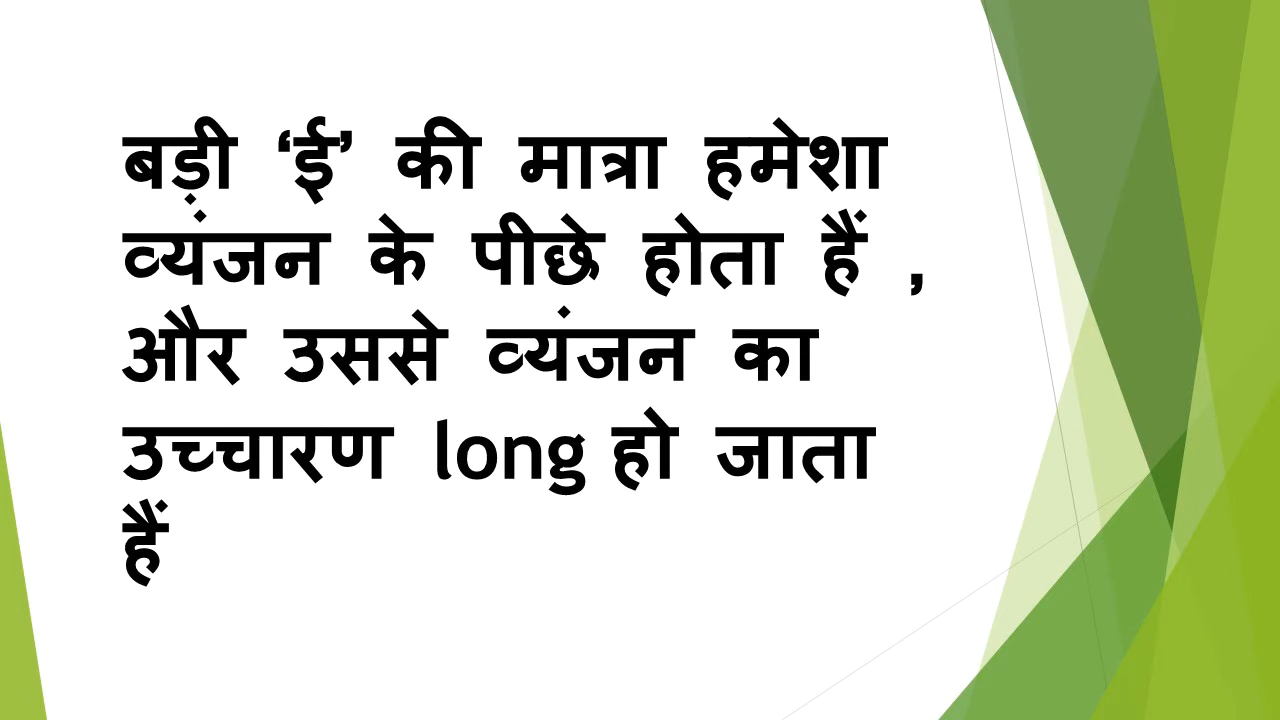 बड़ी ‘ई’ की मात्रा हमेशा
व्यंजन के पीछे होता हैं ,
और उससे व्यंजन का
उच्चारण long हो जाता
हैं